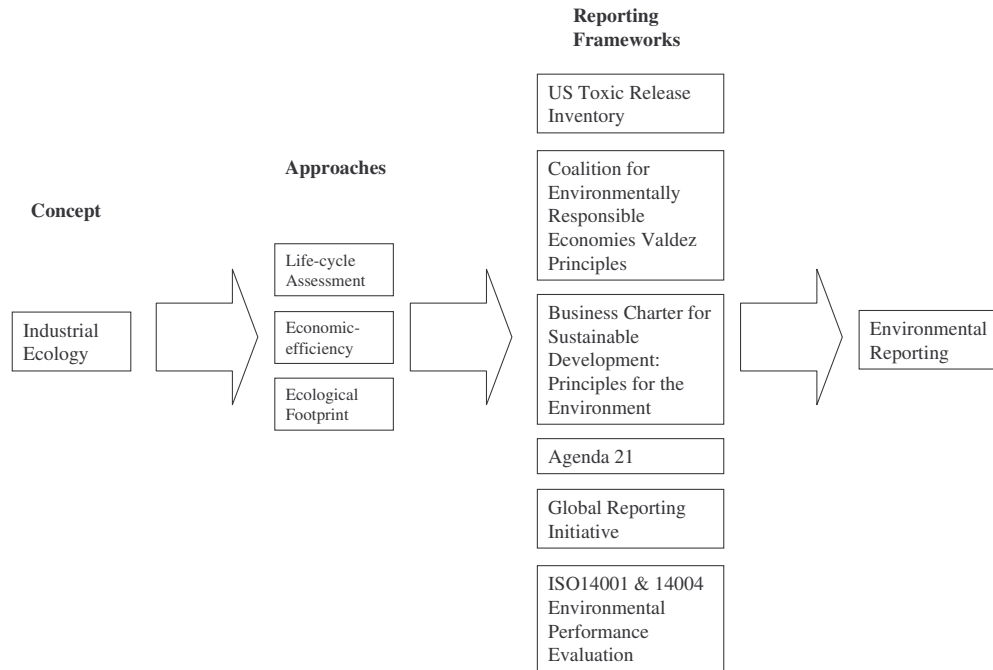 Concept
Industrial
Ecology
Approaches
Life-cycle
Assessment
Economic-
efficiency
Ecological
Footprint
Reporting
Frameworks
US Toxic Release
Inventory
Coalition for
Environmentally
Responsible
Economies Valdez
Principles
Business Charter for
Sustainable
Development:
Principles for the
Environment
Agenda 21
Global Reporting
Initiative
ISO14001 & 14004
Environmental
Performance
Evaluation
Environmental
Reporting